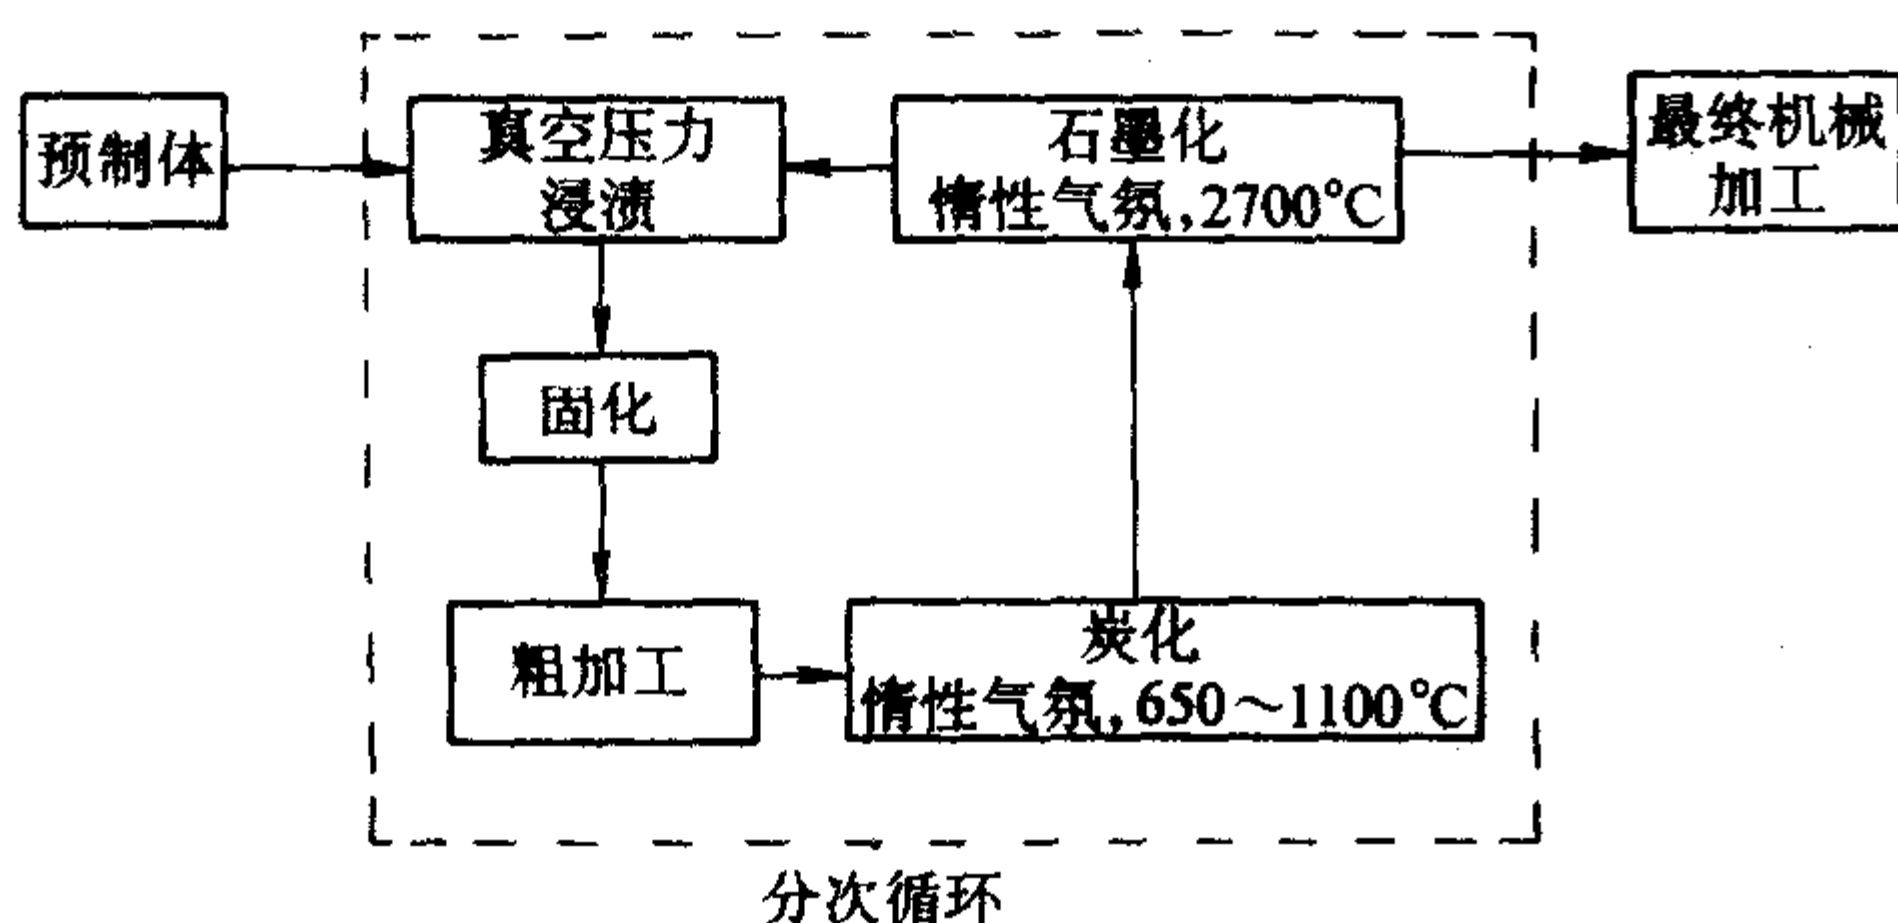 预制体
真空压力
浸渍
石墨化
惰性气氛,2700°C
最终机械
加工
固化
粗加工
炭化
惰性气氛,650～1100°C
分次循环